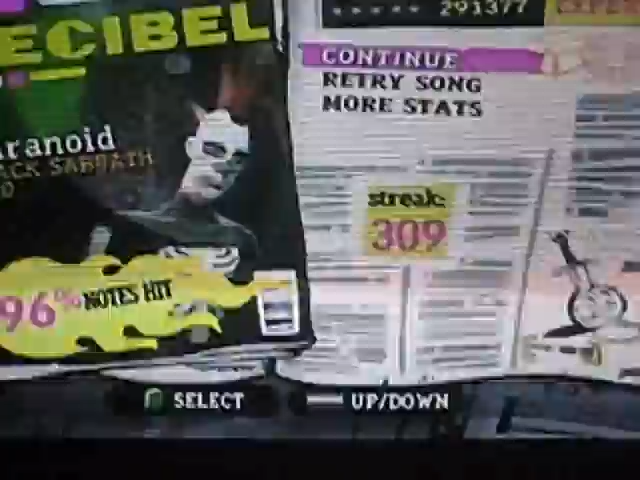 ECIBEL
291377
CONTINUE
RETRY SONG
MORE STATS
aranoid
ACK SABBATH
streak:
309
96% NOTES HIT
SELECT
UP/DOWN